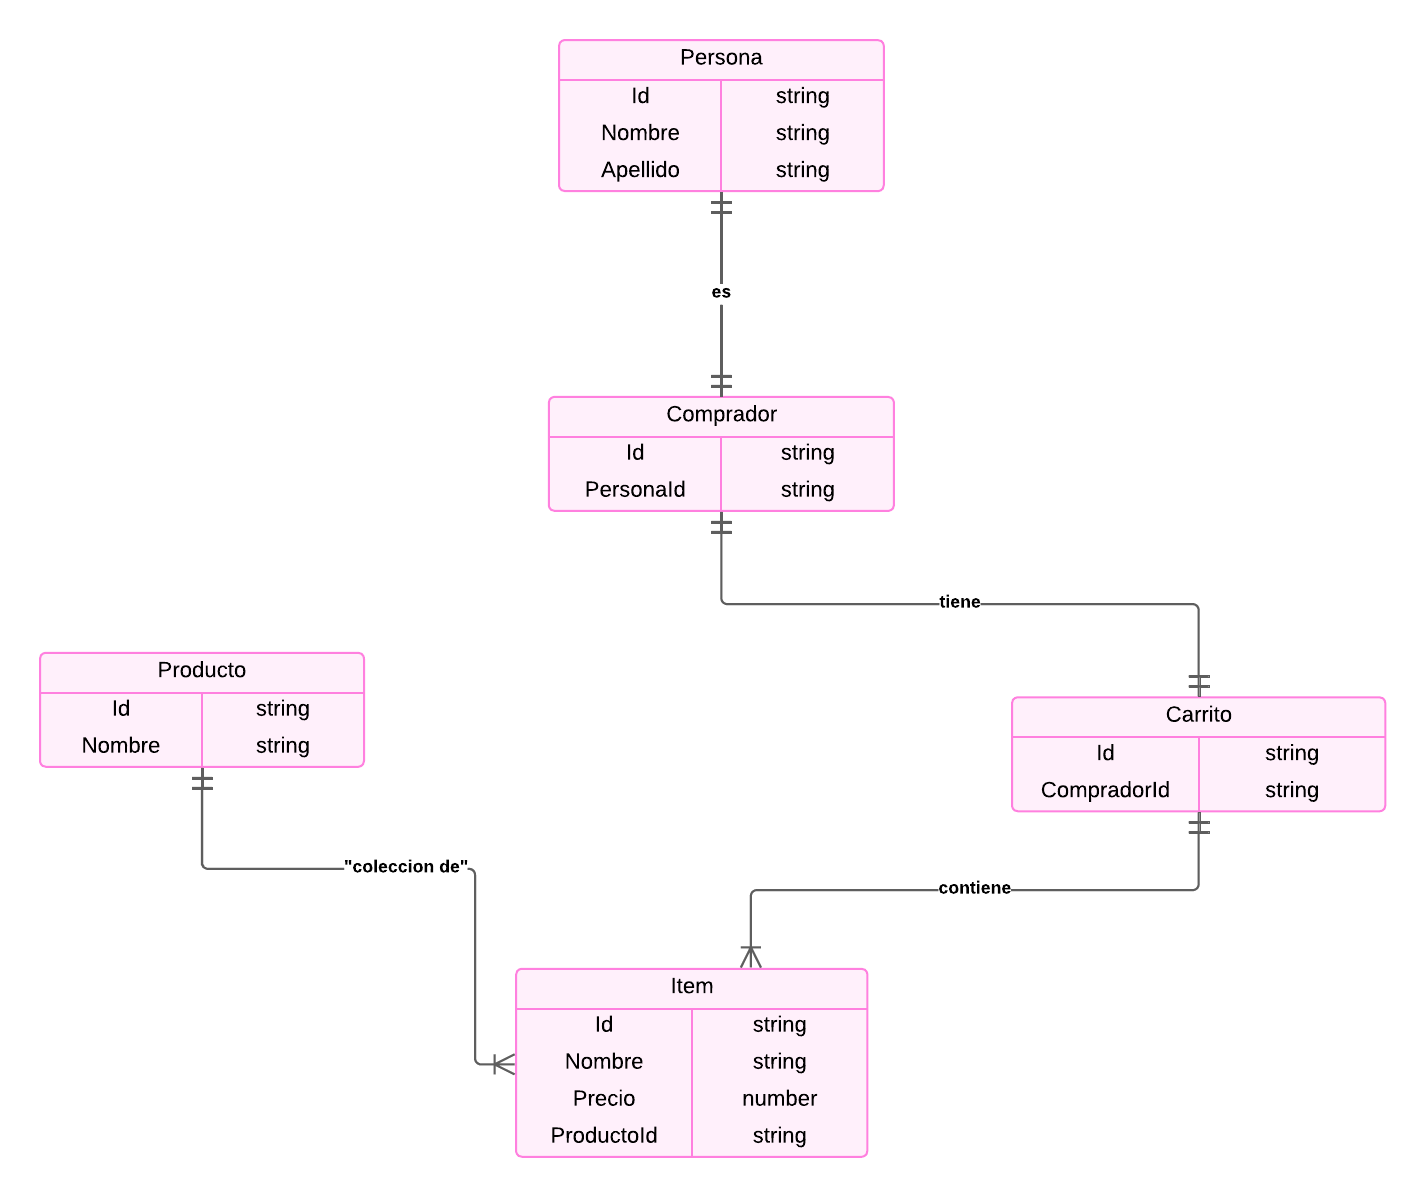 Persona
Id string
Nombre string
Apellido string
es
Comprador
Id string
PersonaId string
tiene
Producto
Id string
Nombre string
Carrito
Id string
CompradorId string
"coleccion de"
contiene
Item
Id string
Nombre string
Precio number
ProductoId string